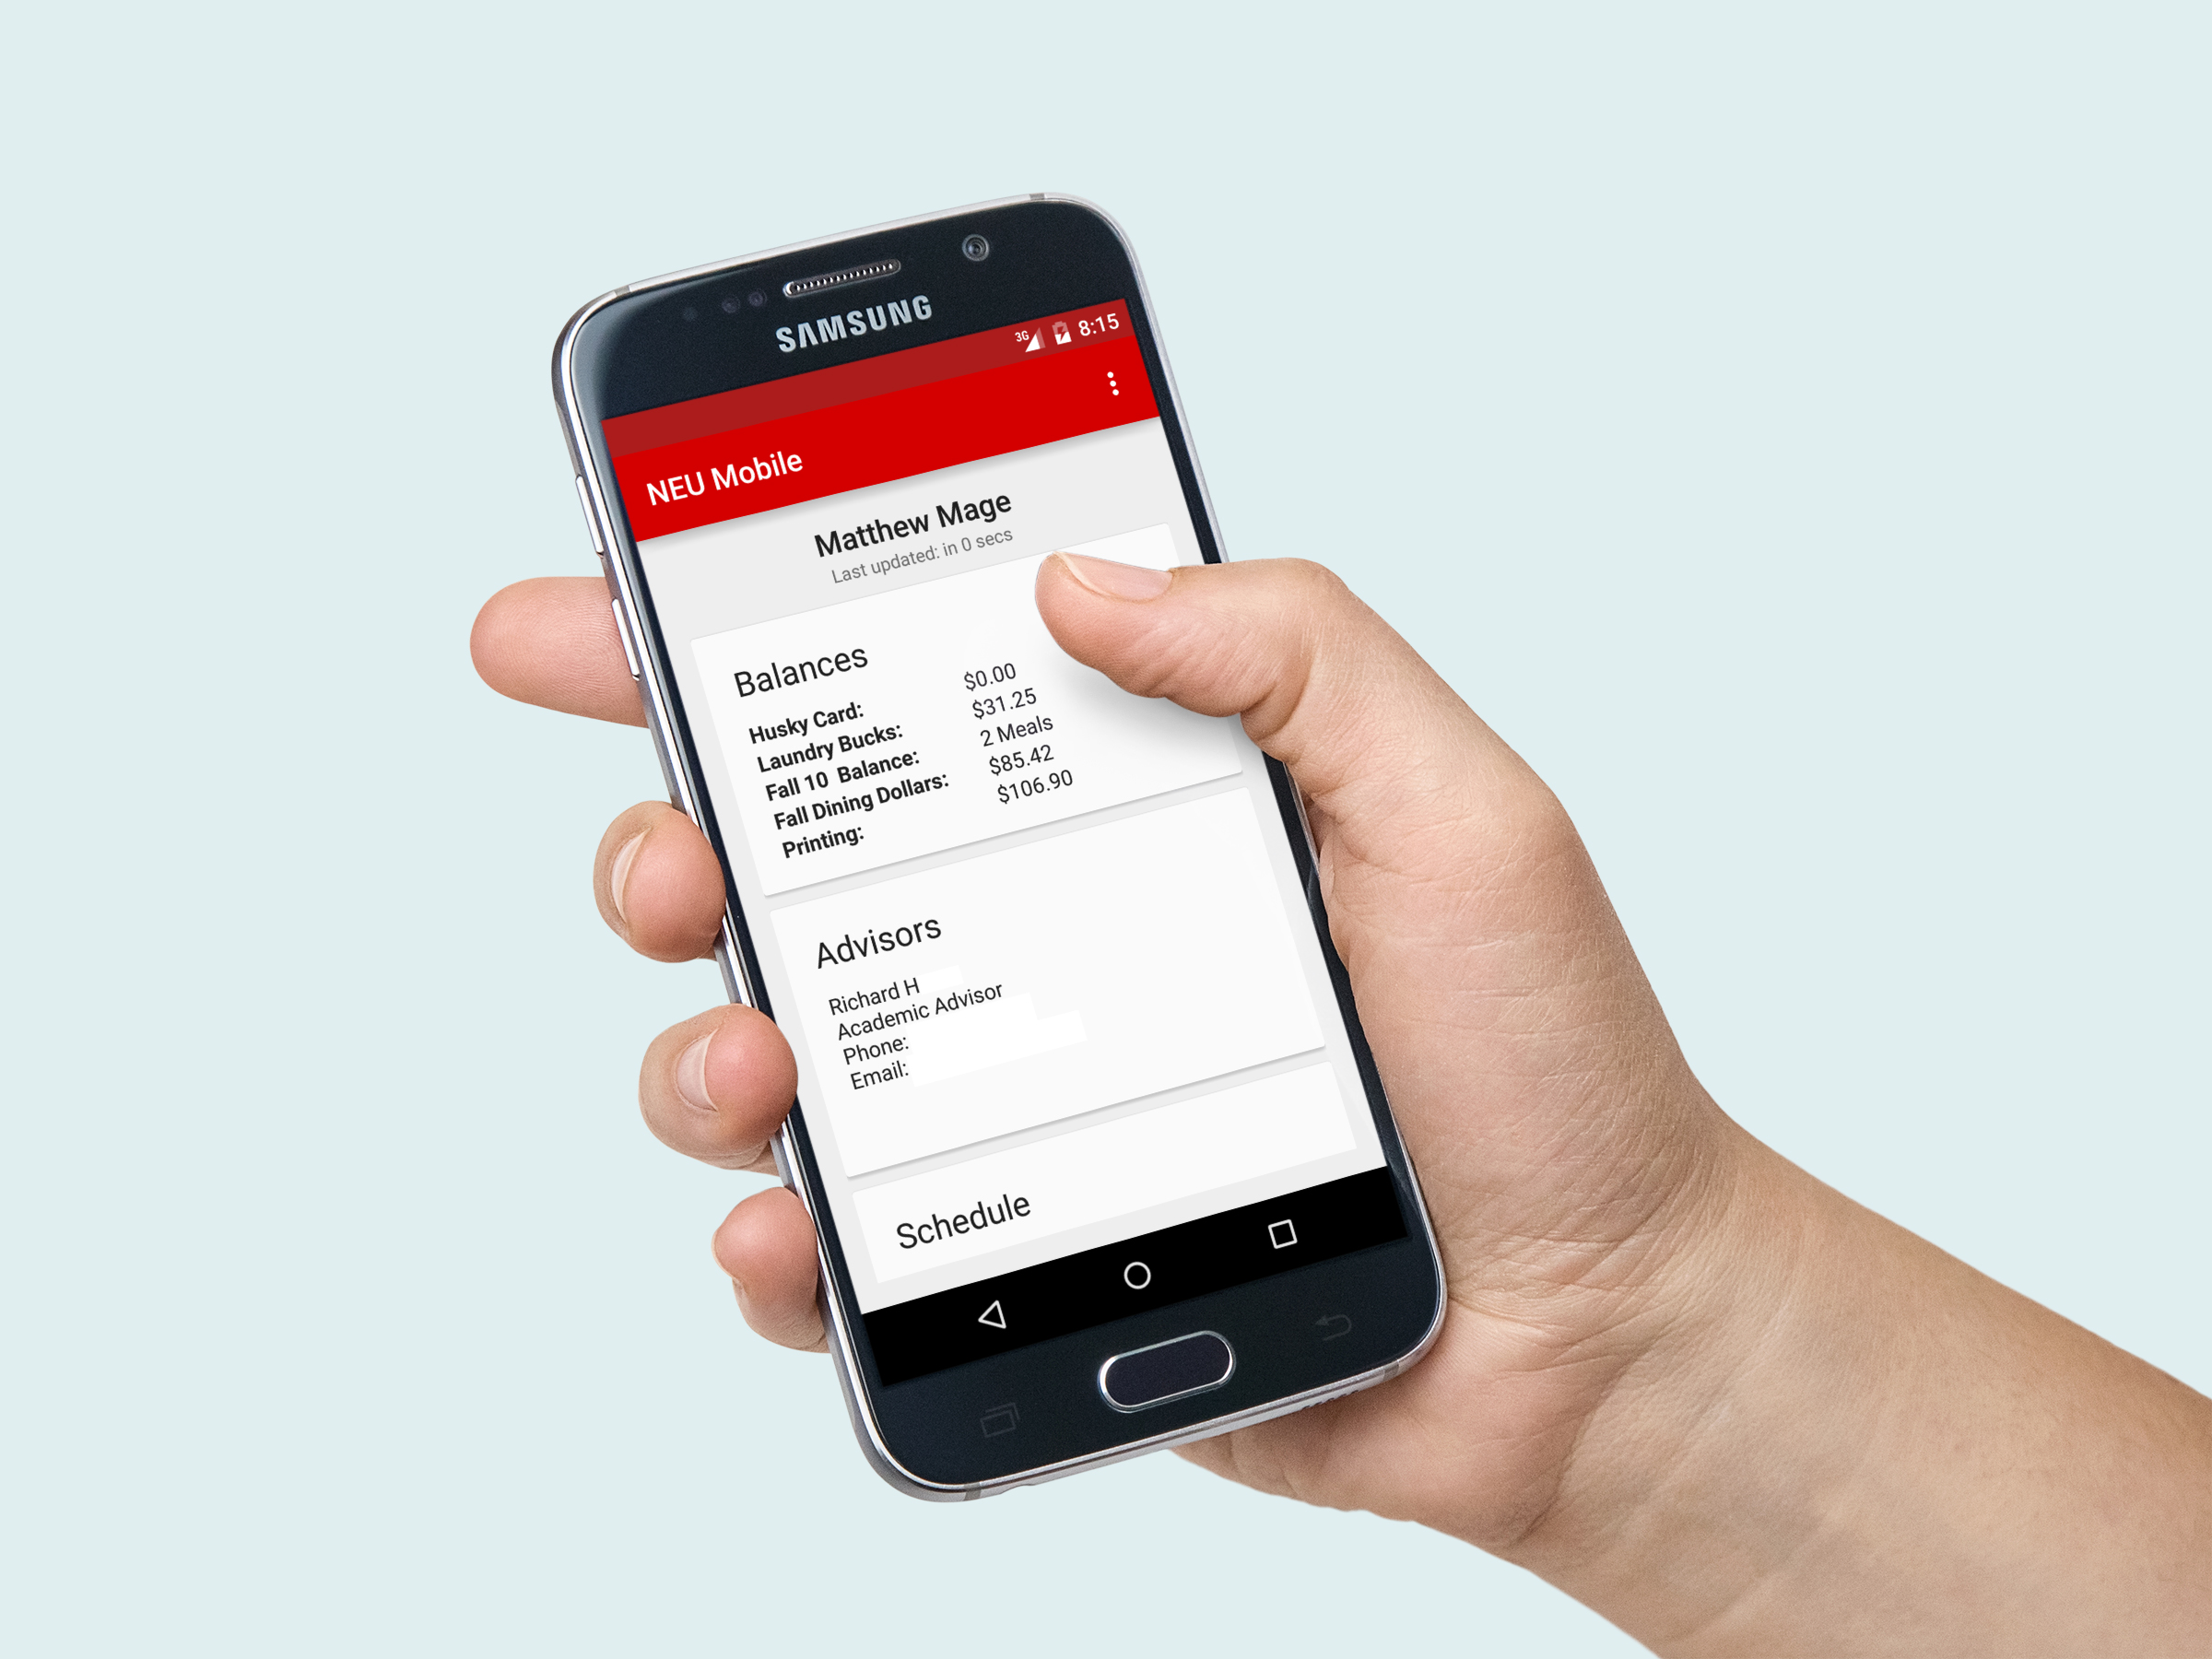 SAMSUNG
3G 8:15
NEU Mobile
Matthew Mage
Last updated: in 0 secs
Balances
Husky Card: $0.00
Laundry Bucks: $31.25
Fall 10 Balance: 2 Meals
Fall Dining Dollars: $85.42
Printing: $106.90
Advisors
Richard H
Academic Advisor
Phone:
Email:
Schedule